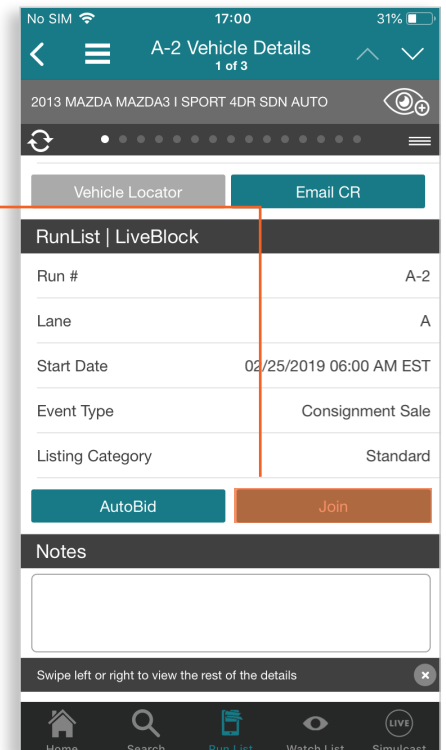 No SIM 17:00 31%
A-2 Vehicle Details
1 of 3
2013 MAZDA MAZDA3 I SPORT 4DR SDN AUTO
Vehicle Locator Email CR
RunList | LiveBlock
Run # A-2
Lane A
Start Date 02/25/2019 06:00 AM EST
Event Type Consignment Sale
Listing Category Standard
AutoBid Join
Notes
Swipe left or right to view the rest of the details
LIVE
Home Search Run List Watch List Simulcast